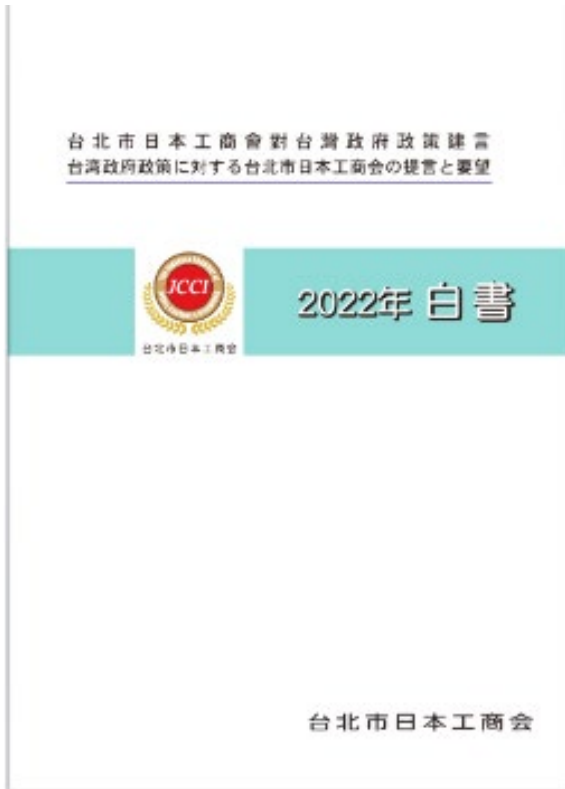 台北市日本工商會對台灣政府政策建言
台湾政府政策に対する台北市日本工商会の提言と要望
JCCI
2022年 白書
台北市日本工商會
台北市日本工商会